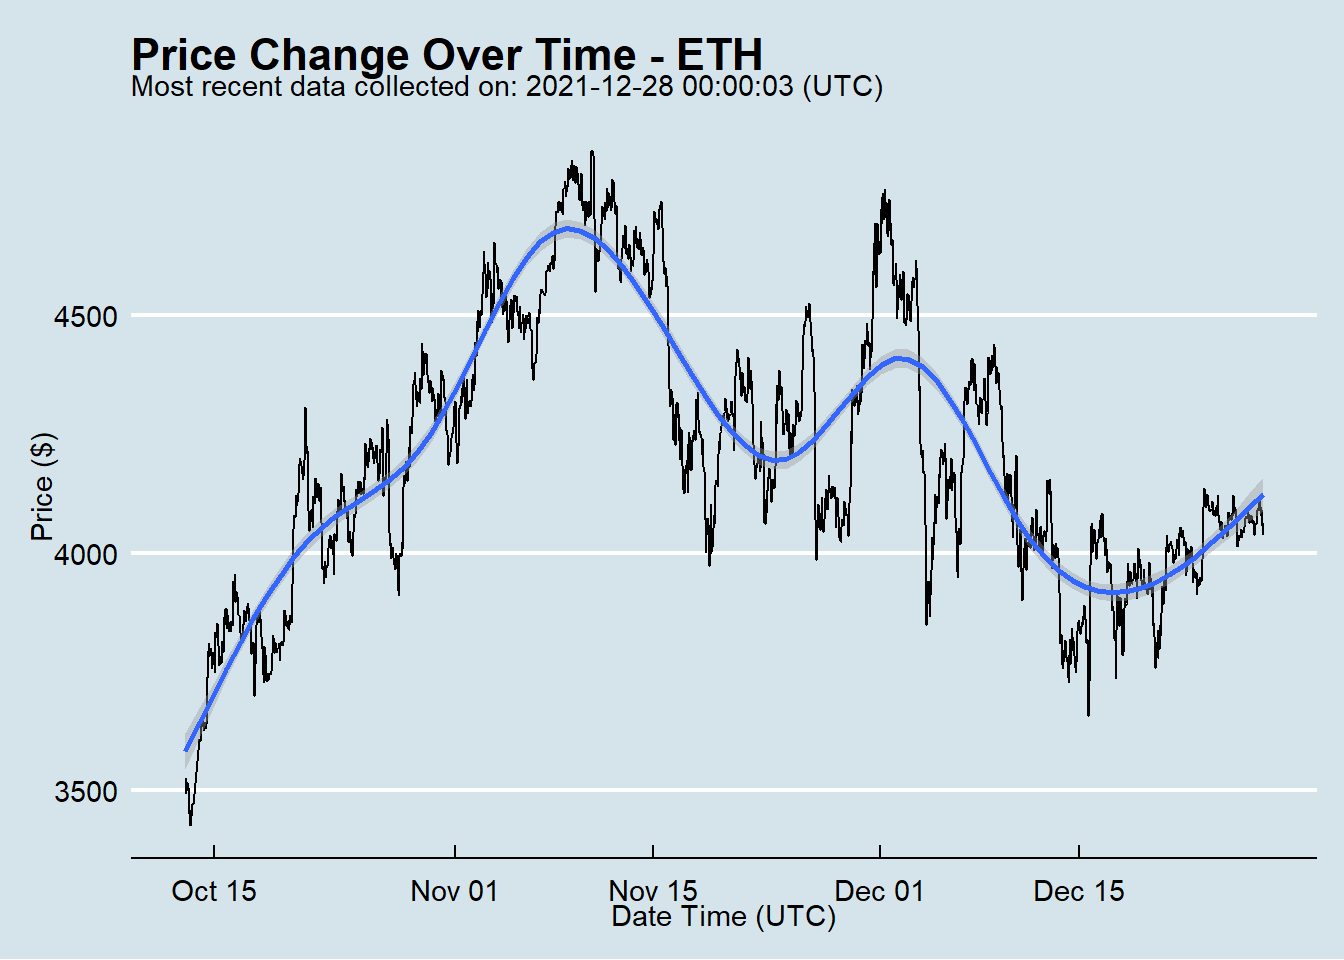 Price Change Over Time - ETH
Most recent data collected on: 2021-12-28 00:00:03 (UTC)
Price ($)
4500
4000
3500
Oct 15 Nov 01 Nov 15 Dec 01 Dec 15
Date Time (UTC)